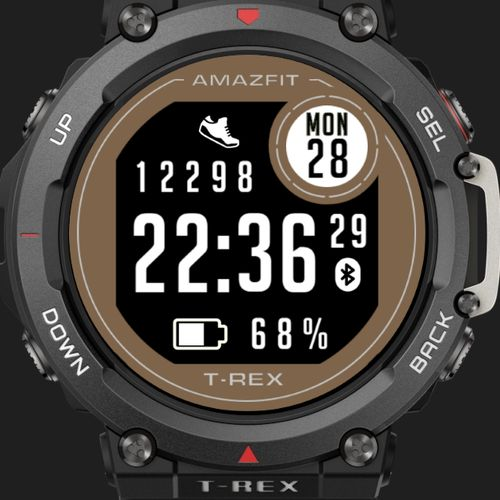 AMAZFIT
UP
SEL
MON
28
12298
22:36 29
68%
DOWN
BACK
T-REX
T-REX